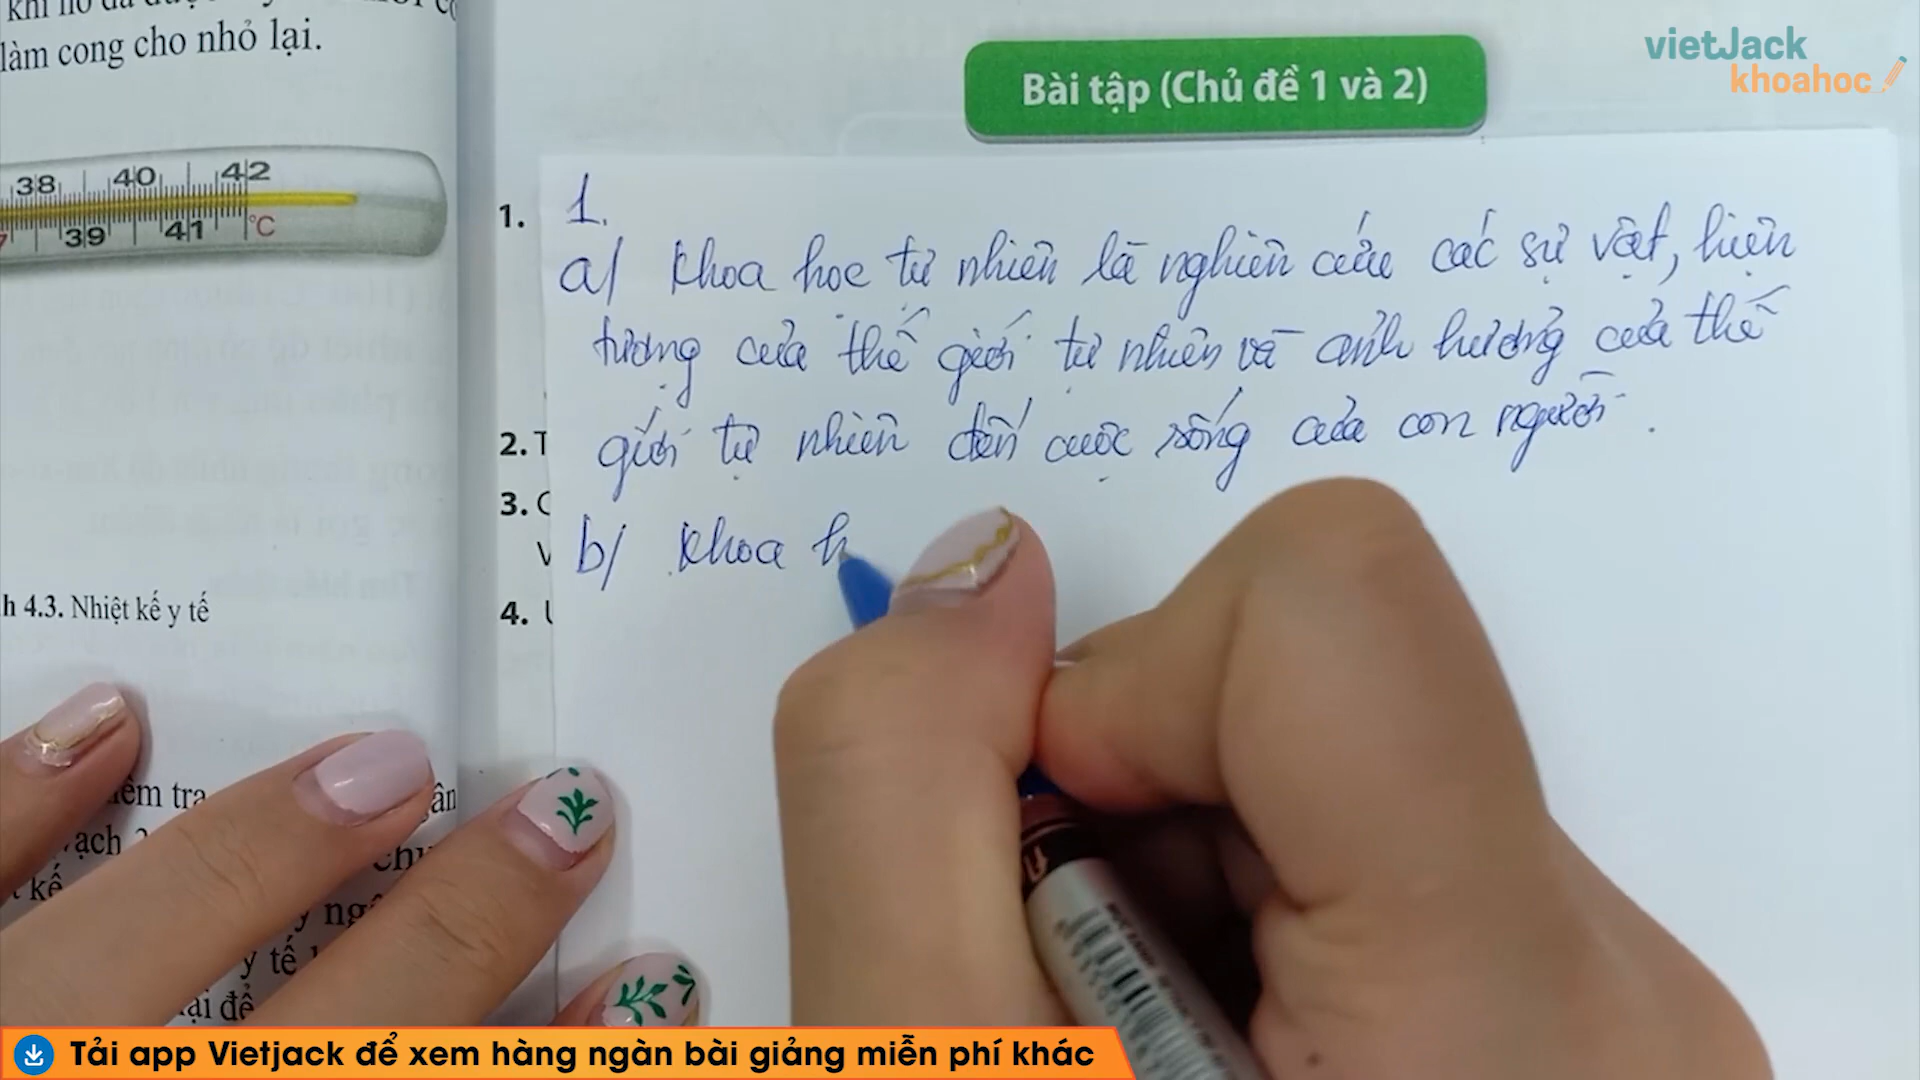 làm cong cho nhỏ lại.
38 40 42
39 41 °C
h 4.3. Nhiệt kế y tế
vietJack
khoahoc
Bài tập (Chủ đề 1 và 2)
1.
2. T
3.
4.
1.
a/ Khoa học tự nhiên là nghiên cứu các sự vật, hiện
tượng của thế giới tự nhiên và ảnh hưởng của thế
giới tự nhiên đến cuộc sống của con người.
b/ Khoa h
Tải app Vietjack để xem hàng ngàn bài giảng miễn phí khác